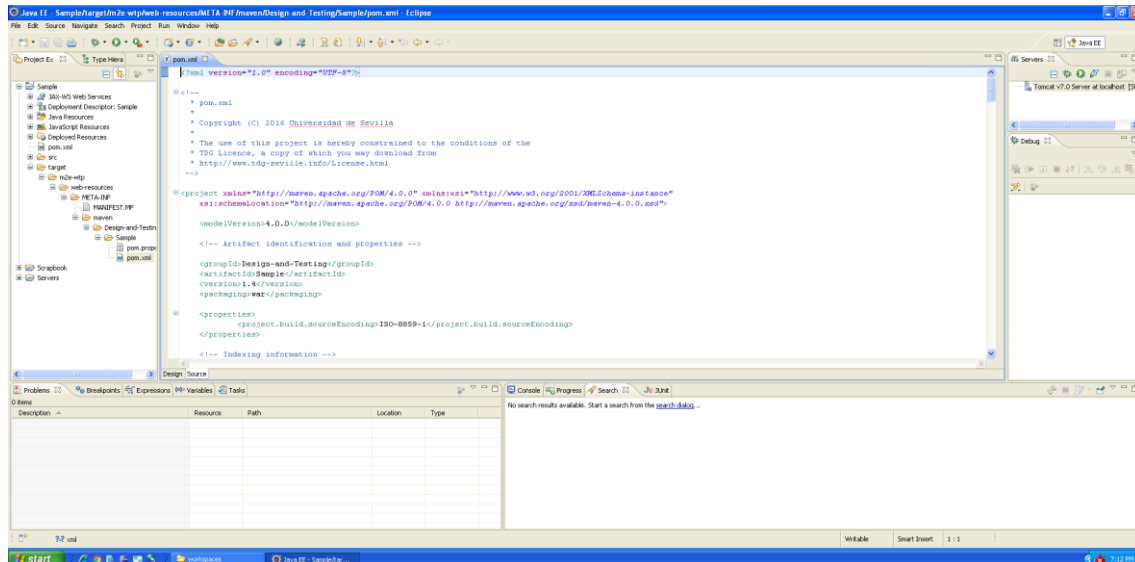 Java EE - Sample/target/m2e-wtp/web-resources/META-INF/maven/Design-and-Testing/Sample/pom.xml - Eclipse
File Edit Source Navigate Search Project Run Window Help
Java EE
Project Ex
Type Hiera
pom.xml
Servers
Sample
JAX-WS Web Services
Deployment Descriptor: Sample
Java Resources
JavaScript Resources
Deployed Resources
pom.xml
src
target
m2e-wtp
web-resources
META-INF
MANIFEST.MF
maven
Design-and-Testin
Sample
pom.prope
pom.xml
Scrapbook
Servers
<?xml version="1.0" encoding="UTF-8"?>
<!--
* pom.xml
*
* Copyright (C) 2016 Universidad de Sevilla
*
* The use of this project is hereby constrained to the conditions of the
* TDG Licence, a copy of which you may download from
* http://www.tdg-seville.info/License.html
-->
<project xmlns="http://maven.apache.org/POM/4.0.0" xmlns:xsi="http://www.w3.org/2001/XMLSchema-instance"
xsi:schemaLocation="http://maven.apache.org/POM/4.0.0 http://maven.apache.org/xsd/maven-4.0.0.xsd">
<modelVersion>4.0.0</modelVersion>
<!-- Artifact identification and properties -->
<groupId>Design-and-Testing</groupId>
<artifactId>Sample</artifactId>
<version>1.4</version>
<packaging>war</packaging>
<properties>
<project.build.sourceEncoding>ISO-8859-1</project.build.sourceEncoding>
</properties>
<!-- Indexing information -->
Design Source
Tomcat v7.0 Server at localhost [S
Debug
Problems
Breakpoints
Expressions
Variables
Tasks
0 items
Description Resource Path Location Type
Console
Progress
Search
JUnit
No search results available. Start a search from the search dialog...
?-? xml
Writable
Smart Insert
1 : 1
start
workspaces
Java EE - Sample/tar...
7:12 PM